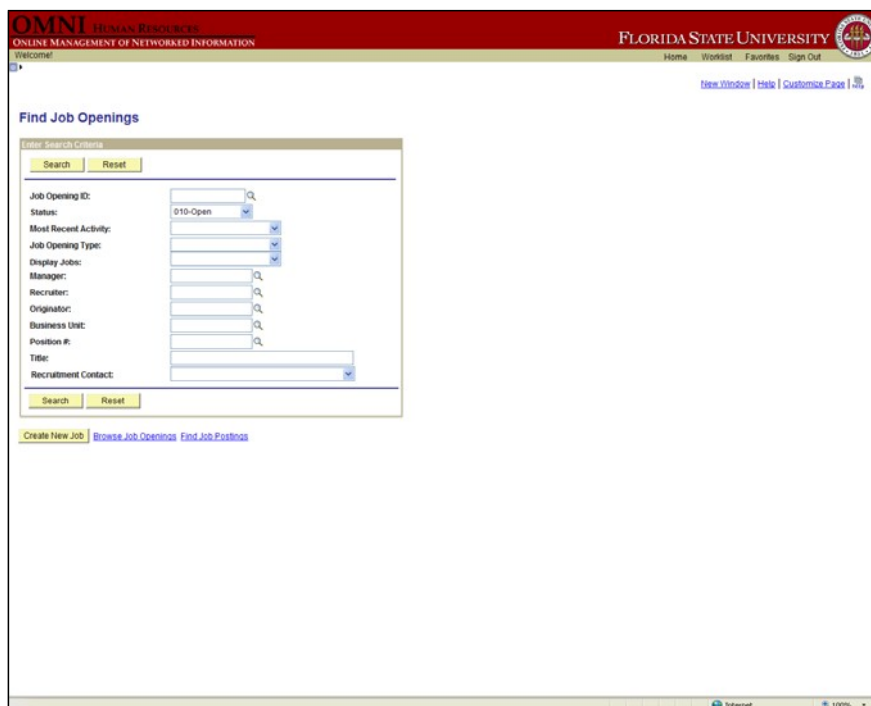 OMNI HUMAN RESOURCES
ONLINE MANAGEMENT OF NETWORKED INFORMATION
FLORIDA STATE UNIVERSITY
Welcome!
Home Worklist Favorites Sign Out
New Window | Help | Customize Page |
Find Job Openings
Enter Search Criteria
Search Reset
Job Opening ID:
Status: 010-Open
Most Recent Activity:
Job Opening Type:
Display Jobs:
Manager:
Recruiter:
Originator:
Business Unit:
Position #:
Title:
Recruitment Contact:
Search Reset
Create New Job Browse Job Openings Find Job Postings
Internet 100%